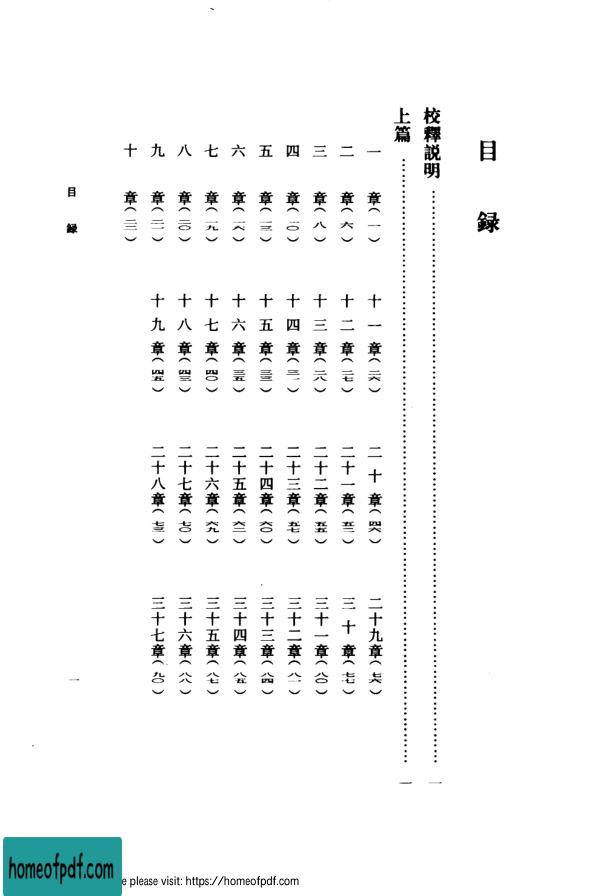 目録
校釋説明……………………一
上篇……………………一
一章（一）
二章（六）
三章（八）
四章（一〇）
五章（一三）
六章（一六）
七章（一九）
八章（二〇）
九章（二一）
十章（二三）
十一章（二六）
十二章（二七）
十三章（二八）
十四章（三一）
十五章（三三）
十六章（三五）
十七章（四〇）
十八章（四三）
十九章（四五）
二十章（四六）
二十一章（五三）
二十二章（五五）
二十三章（五七）
二十四章（六〇）
二十五章（六二）
二十六章（六九）
二十七章（七〇）
二十八章（七三）
二十九章（七六）
三十章（七七）
三十一章（八〇）
三十二章（八一）
三十三章（八四）
三十四章（八五）
三十五章（八七）
三十六章（八八）
三十七章（九〇）
目録
一
homeofpdf.com
e please visit: https://homeofpdf.com